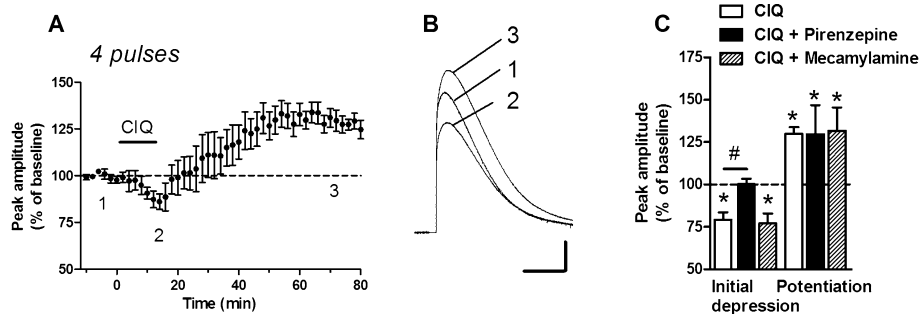 A
4 pulses
150
125
100
75
50
Peak amplitude
(% of baseline)
CIQ
1
2
3
0
20
40
60
80
Time (min)
B
3
1
2
C
CIQ
CIQ + Pirenzepine
CIQ + Mecamylamine
175
150
125
100
75
50
Peak amplitude
(% of baseline)
#
*
*
*
*
*
Initial
depression
Potentiation